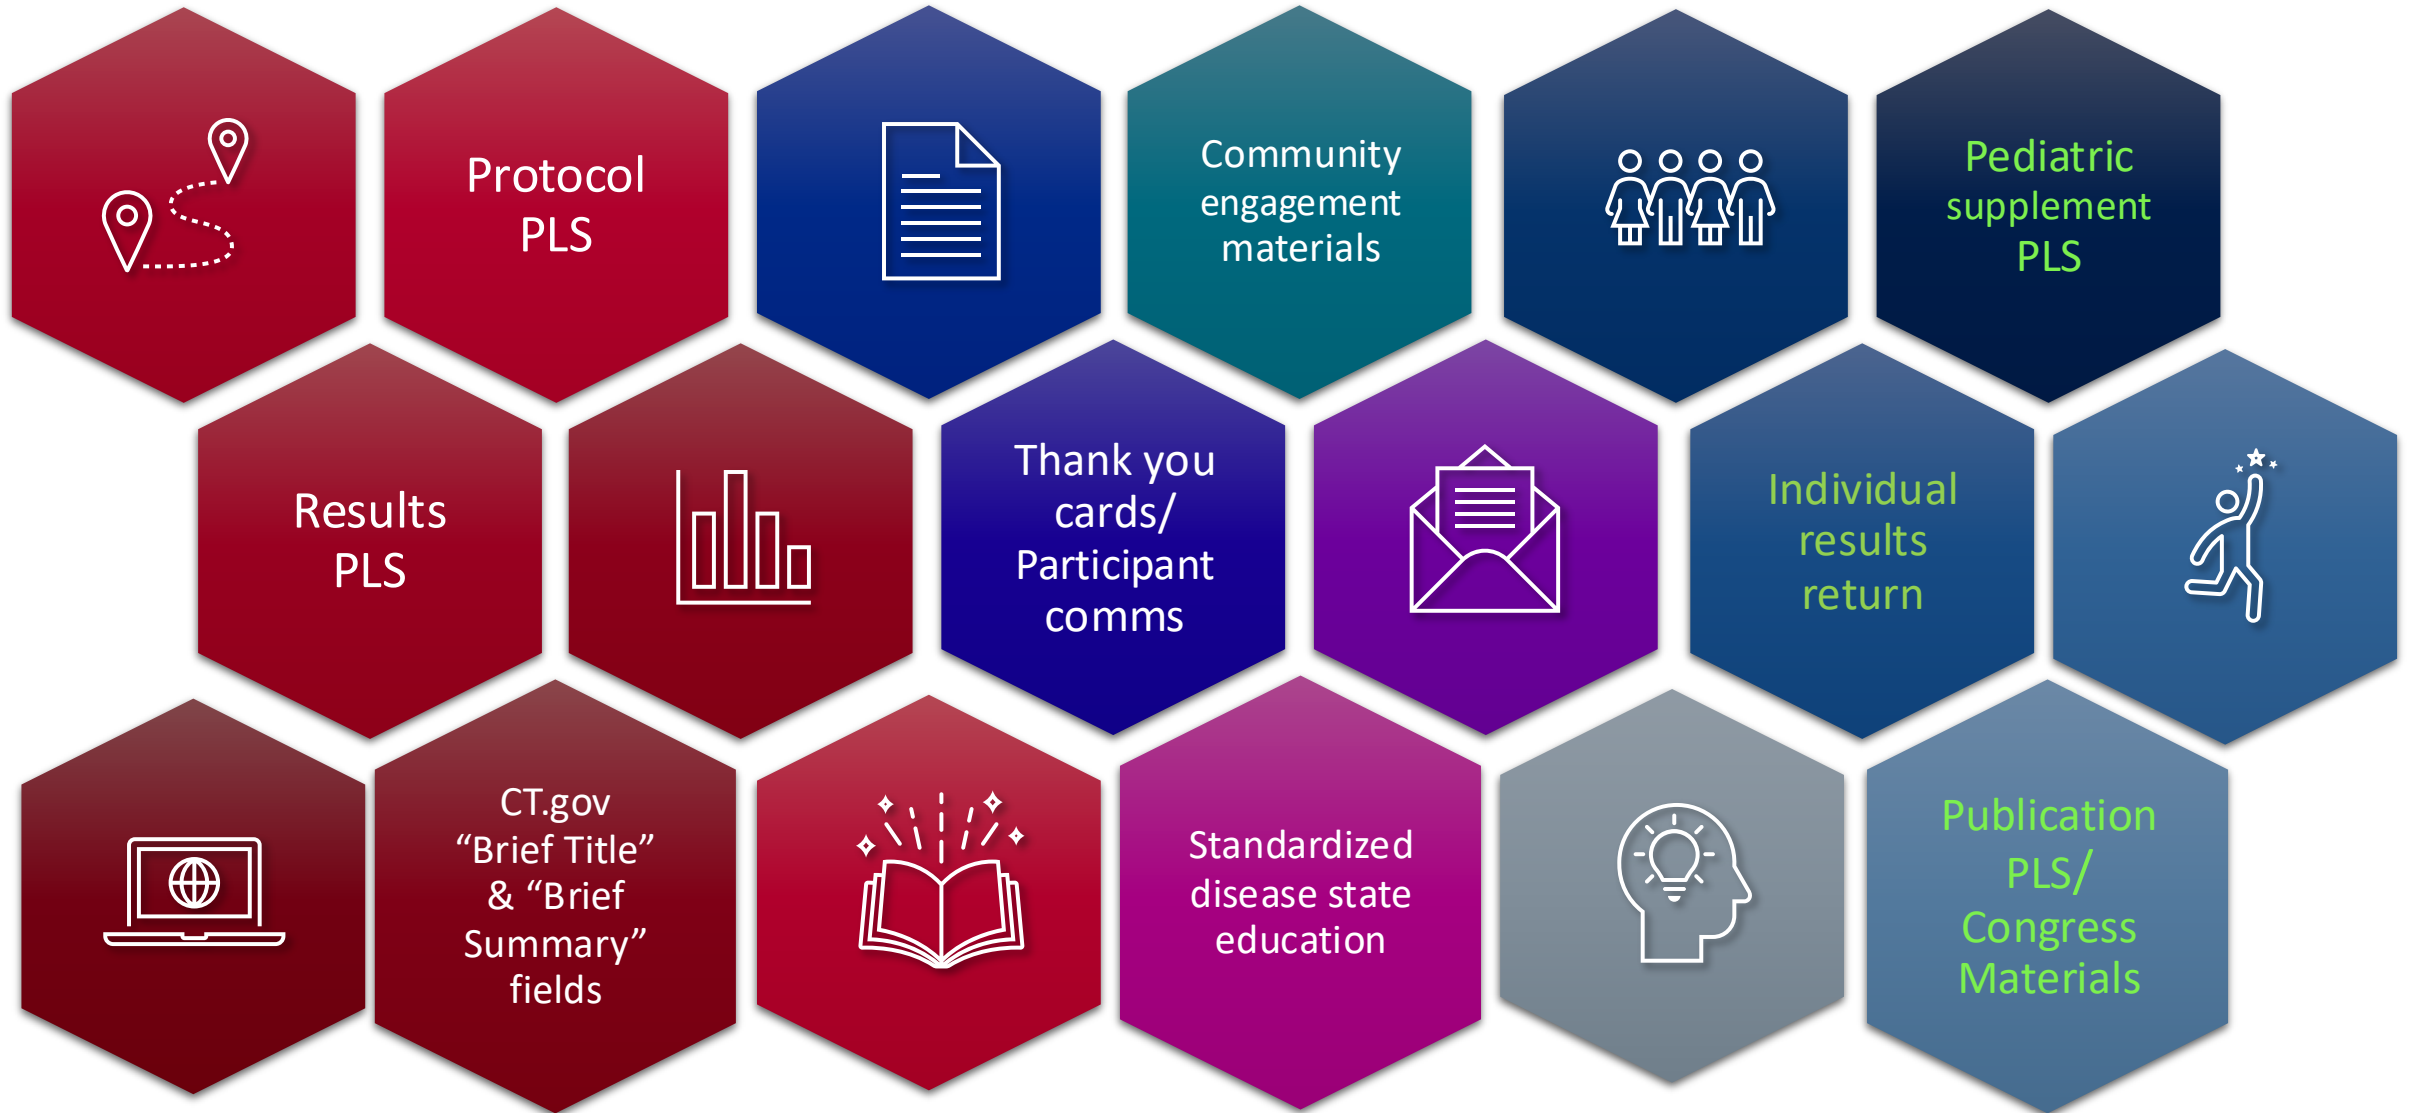 Protocol
PLS
Community
engagement
materials
Pediatric
supplement
PLS
Results
PLS
Thank you
cards/
Participant
comms
Individual
results
return
CT.gov
“Brief Title”
& “Brief
Summary”
fields
Standardized
disease state
education
Publication
PLS/
Congress
Materials